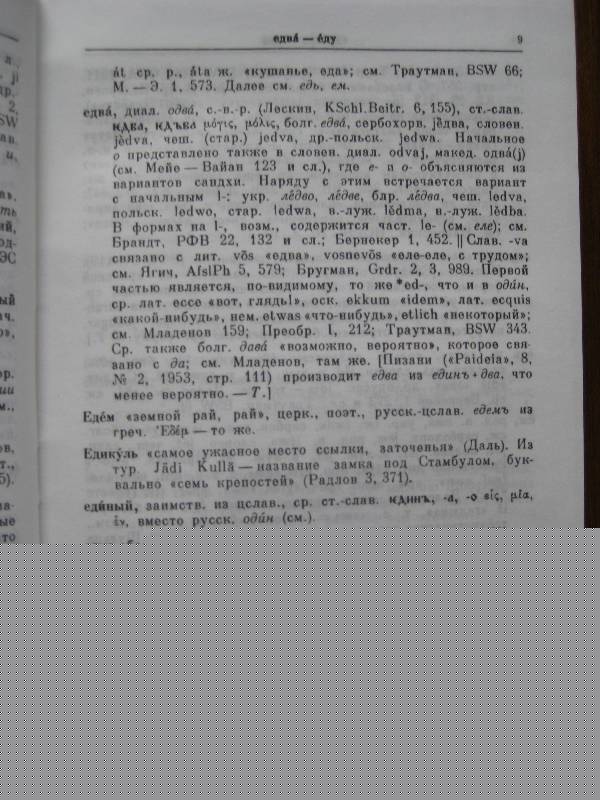 едва́ — е́ду 9
át ср. р., áta ж. «кушанье, еда»; см. Траутман, BSW 66;
М. — Э. 1, 573. Далее см. едь, ем.
едва́, диал. одва́, с.-в.-р. (Лескин, KSchl.Beitr. 6, 155), ст.-слав.
ѥдва, ѥдъва μόγις, μόλις, болг. едва́, сербохорв. jе̏два, словен.
jèdva, чеш. (стар.) jedva, др.-польск. jedwa. Начальное
о представлено также в словен. диал. odvaj, макед. одва́(j)
(см. Мейе — Вайан 123 и сл.), где е- и о- объясняются из
вариантов сандхи. Наряду с этим встречается вариант
с начальным l-: укр. ле́дво, ле́две, блр. ле́два, чеш. ledva,
польск. ledwo, стар. ledwa, в.-луж. lědma, н.-луж. lědba.
В формах на l-, возм., содержится част. le- (см. еле); см.
Брандт, РФВ 22, 132 и сл.; Бернекер 1, 452. || Слав. -va
связано с лит. võs «едва», vosnevõs «еле-еле, с трудом»;
см. Ягич, AfslPh 5, 579; Бругман, Grdr. 2, 3, 989. Первой
частью является, по-видимому, то же *ed-, что и в оди́н,
ср. лат. ecce «вот, глядь!», оск. ekkum «idem», лат. ecquis
«какой-нибудь», нем. etwas «что-нибудь», etlich «некоторый»;
см. Младенов 159; Преобр. I, 212; Траутман, BSW 343.
Ср. также болг. дава́ «возможно, вероятно», которое свя-
зано с да; см. Младенов, там же. [Пизани («Paideia», 8,
№ 2, 1953, стр. 111) производит едва из единъ+два, что
менее вероятно. — Т.]
Еде́м «земной рай, рай», церк., поэт., русск.-цслав. едемъ из
греч. Ἐδέμ — то же.
Едику́ль «самое ужасное место ссылки, заточенья» (Даль). Из
тур. Jädi Kullä — название замка под Стамбулом, бук-
вально «семь крепостей» (Радлов 3, 371).
еди́ный, заимств. из цслав., ср. ст.-слав. ѥдинъ, -а, -о εἷς, μία,
ἕν, вместо русск. оди́н (см.).